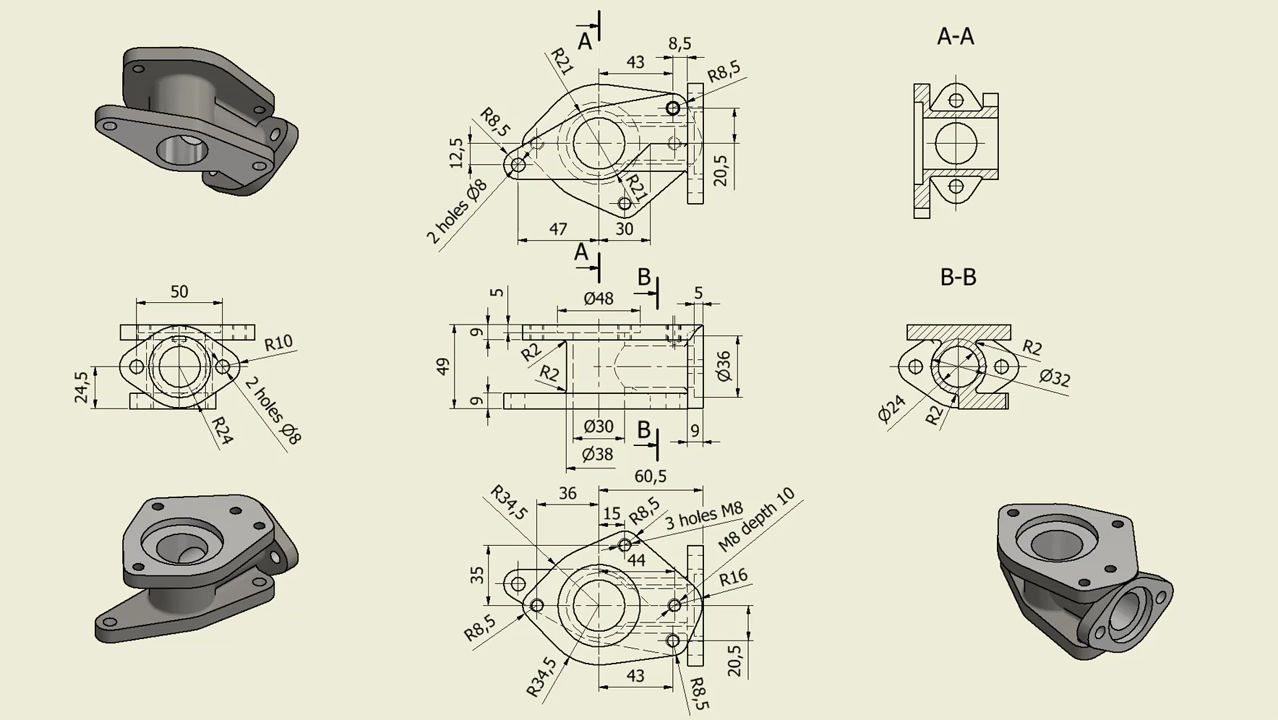 A
8,5
A-A
R21
43
R8,5
R8,5
12,5
20,5
R21
2 holes Ø8
47
30
A
B
B-B
50
5
Ø48
5
9
R10
R2
R2
49
R2
Ø36
Ø32
24,5
2 holes Ø8
9
Ø24
R2
R24
Ø30
B
9
Ø38
60,5
36
R34,5
15
R8,5
3 holes M8
M8 depth 10
44
35
R16
R8,5
20,5
R34,5
43
R8,5